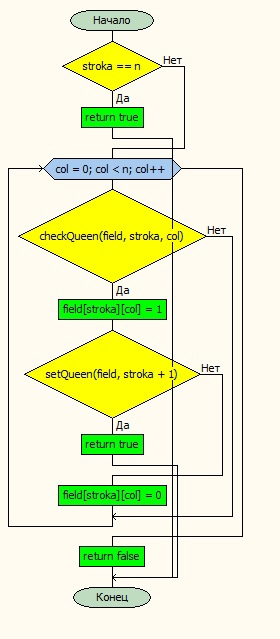 Начало
stroka == n
Нет
Да
return true
col = 0; col < n; col++
checkQueen(field, stroka, col)
Нет
Да
field[stroka][col] = 1
setQueen(field, stroka + 1)
Нет
Да
return true
field[stroka][col] = 0
return false
Конец